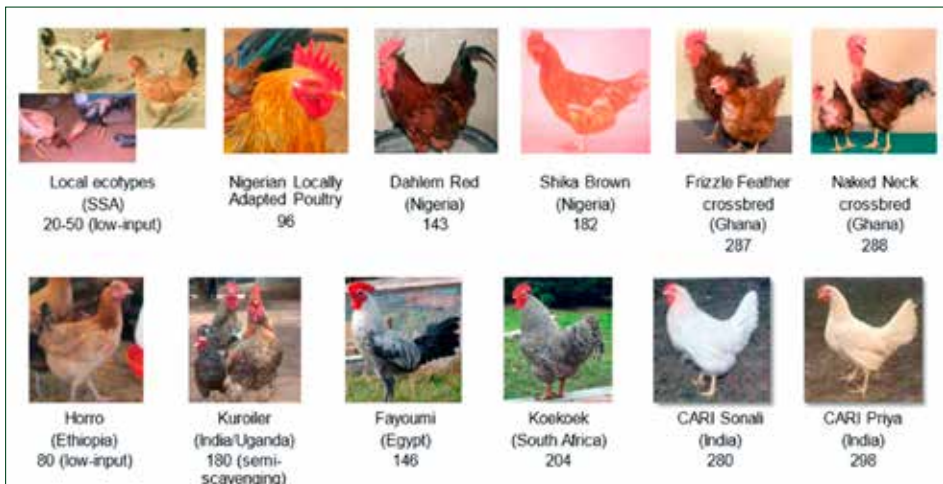 Local ecotypes
(SSA)
20-50 (low-input)
Nigerian Locally
Adapted Poultry
96
Dahlem Red
(Nigeria)
143
Shika Brown
(Nigeria)
182
Frizzle Feather
crossbred
(Ghana)
287
Naked Neck
crossbred
(Ghana)
288
Horro
(Ethiopia)
80 (low-input)
Kuroiler
(India/Uganda)
180 (semi-
scavenging)
Fayoumi
(Egypt)
146
Koekoek
(South Africa)
204
CARI Sonali
(India)
280
CARI Priya
(India)
298